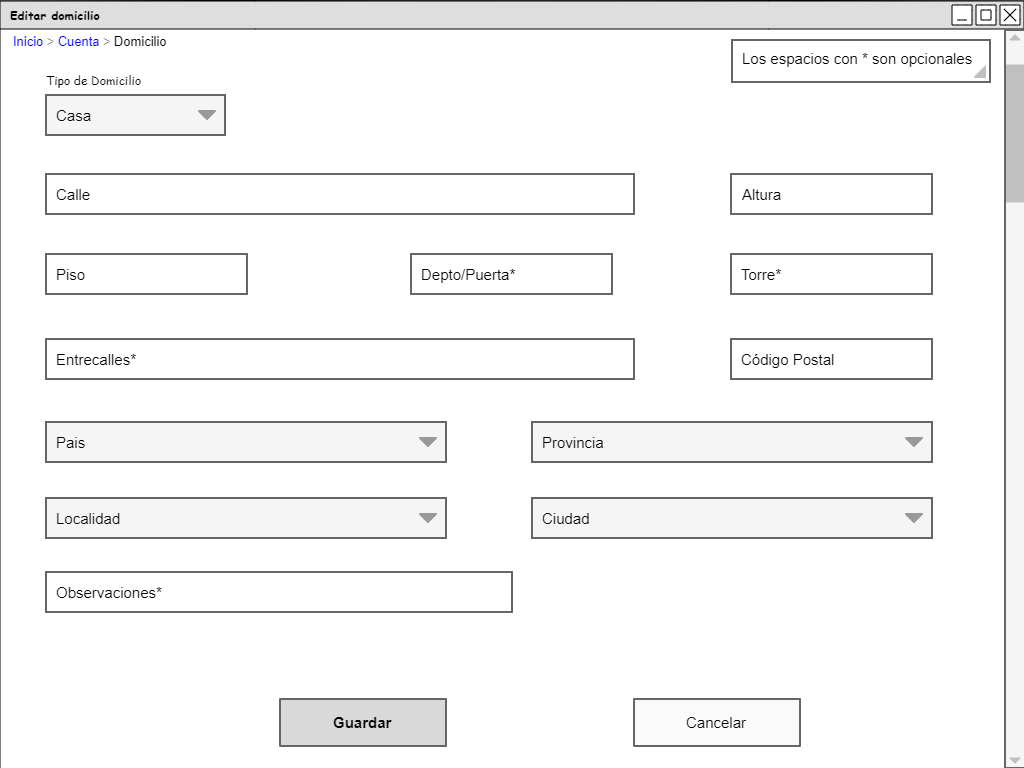 Editar domicilio
Inicio > Cuenta > Domicilio
Los espacios con * son opcionales
Tipo de Domicilio
Casa
Calle
Altura
Piso
Depto/Puerta*
Torre*
Entrecalles*
Código Postal
Pais
Provincia
Localidad
Ciudad
Observaciones*
Guardar
Cancelar